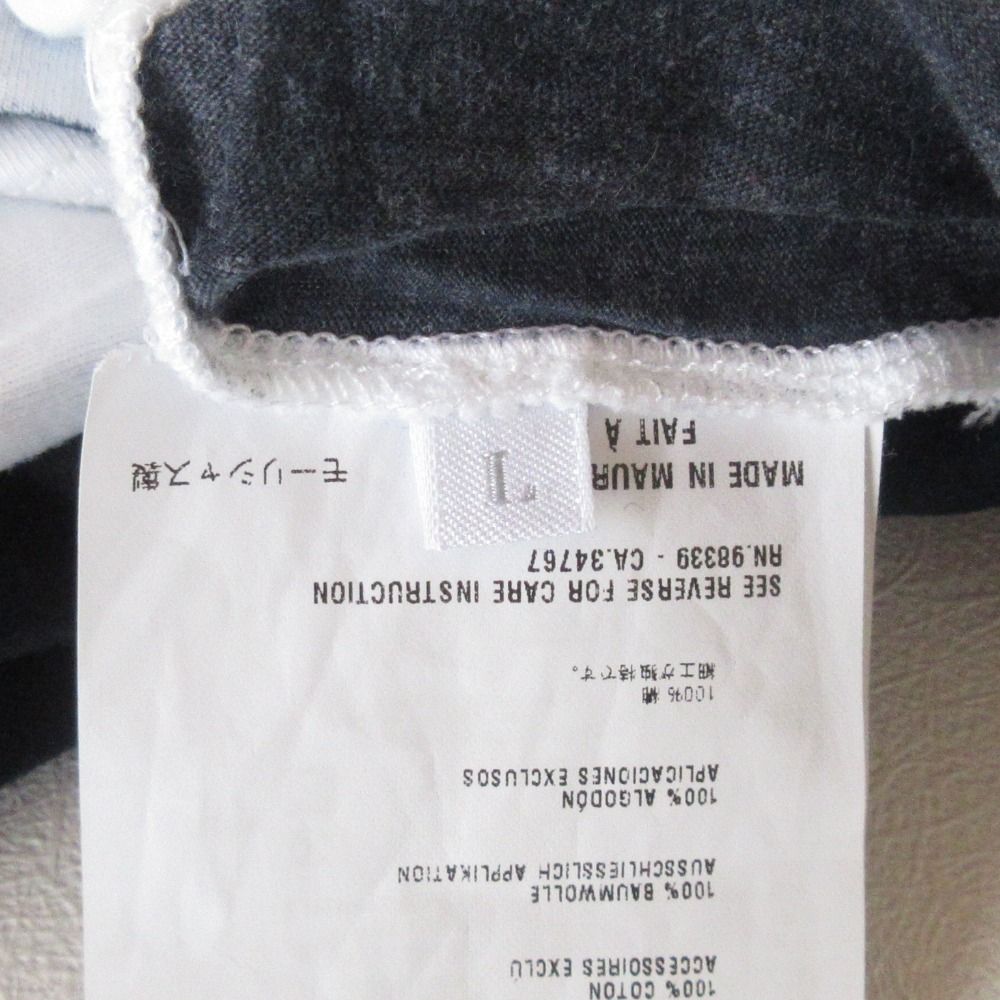 100% COTON
ACCESSOIRES EXCLU
100% BAUMWOLLE
AUSSCHLIESSLICH APPLIKATION
100% ALGODÓN
APLICACIONES EXCLUSOS
100% 綿
細工が独特です。
SEE REVERSE FOR CARE INSTRUCTION
RN.98339 - CA.34767
MADE IN MAUR モーリシャス製
FAIT À